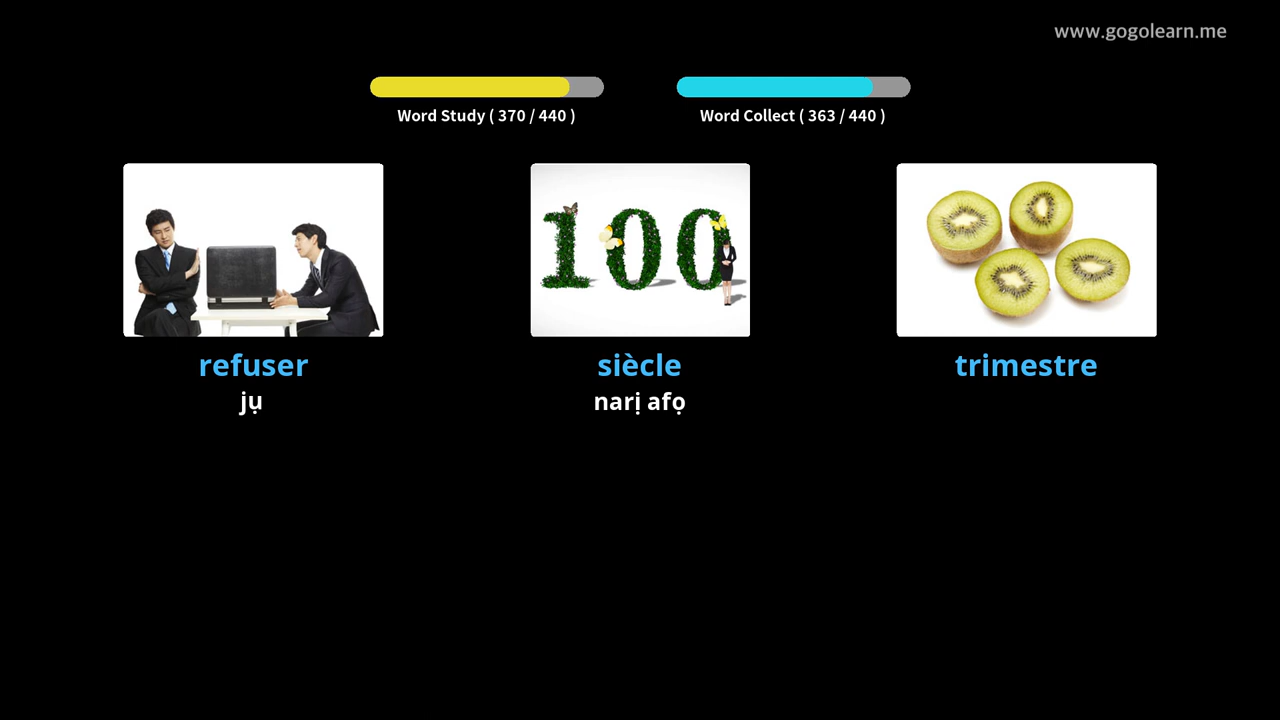 www.gogolearn.me
Word Study ( 370 / 440 )
Word Collect ( 363 / 440 )
refuser
jụ
siècle
narị afọ
trimestre